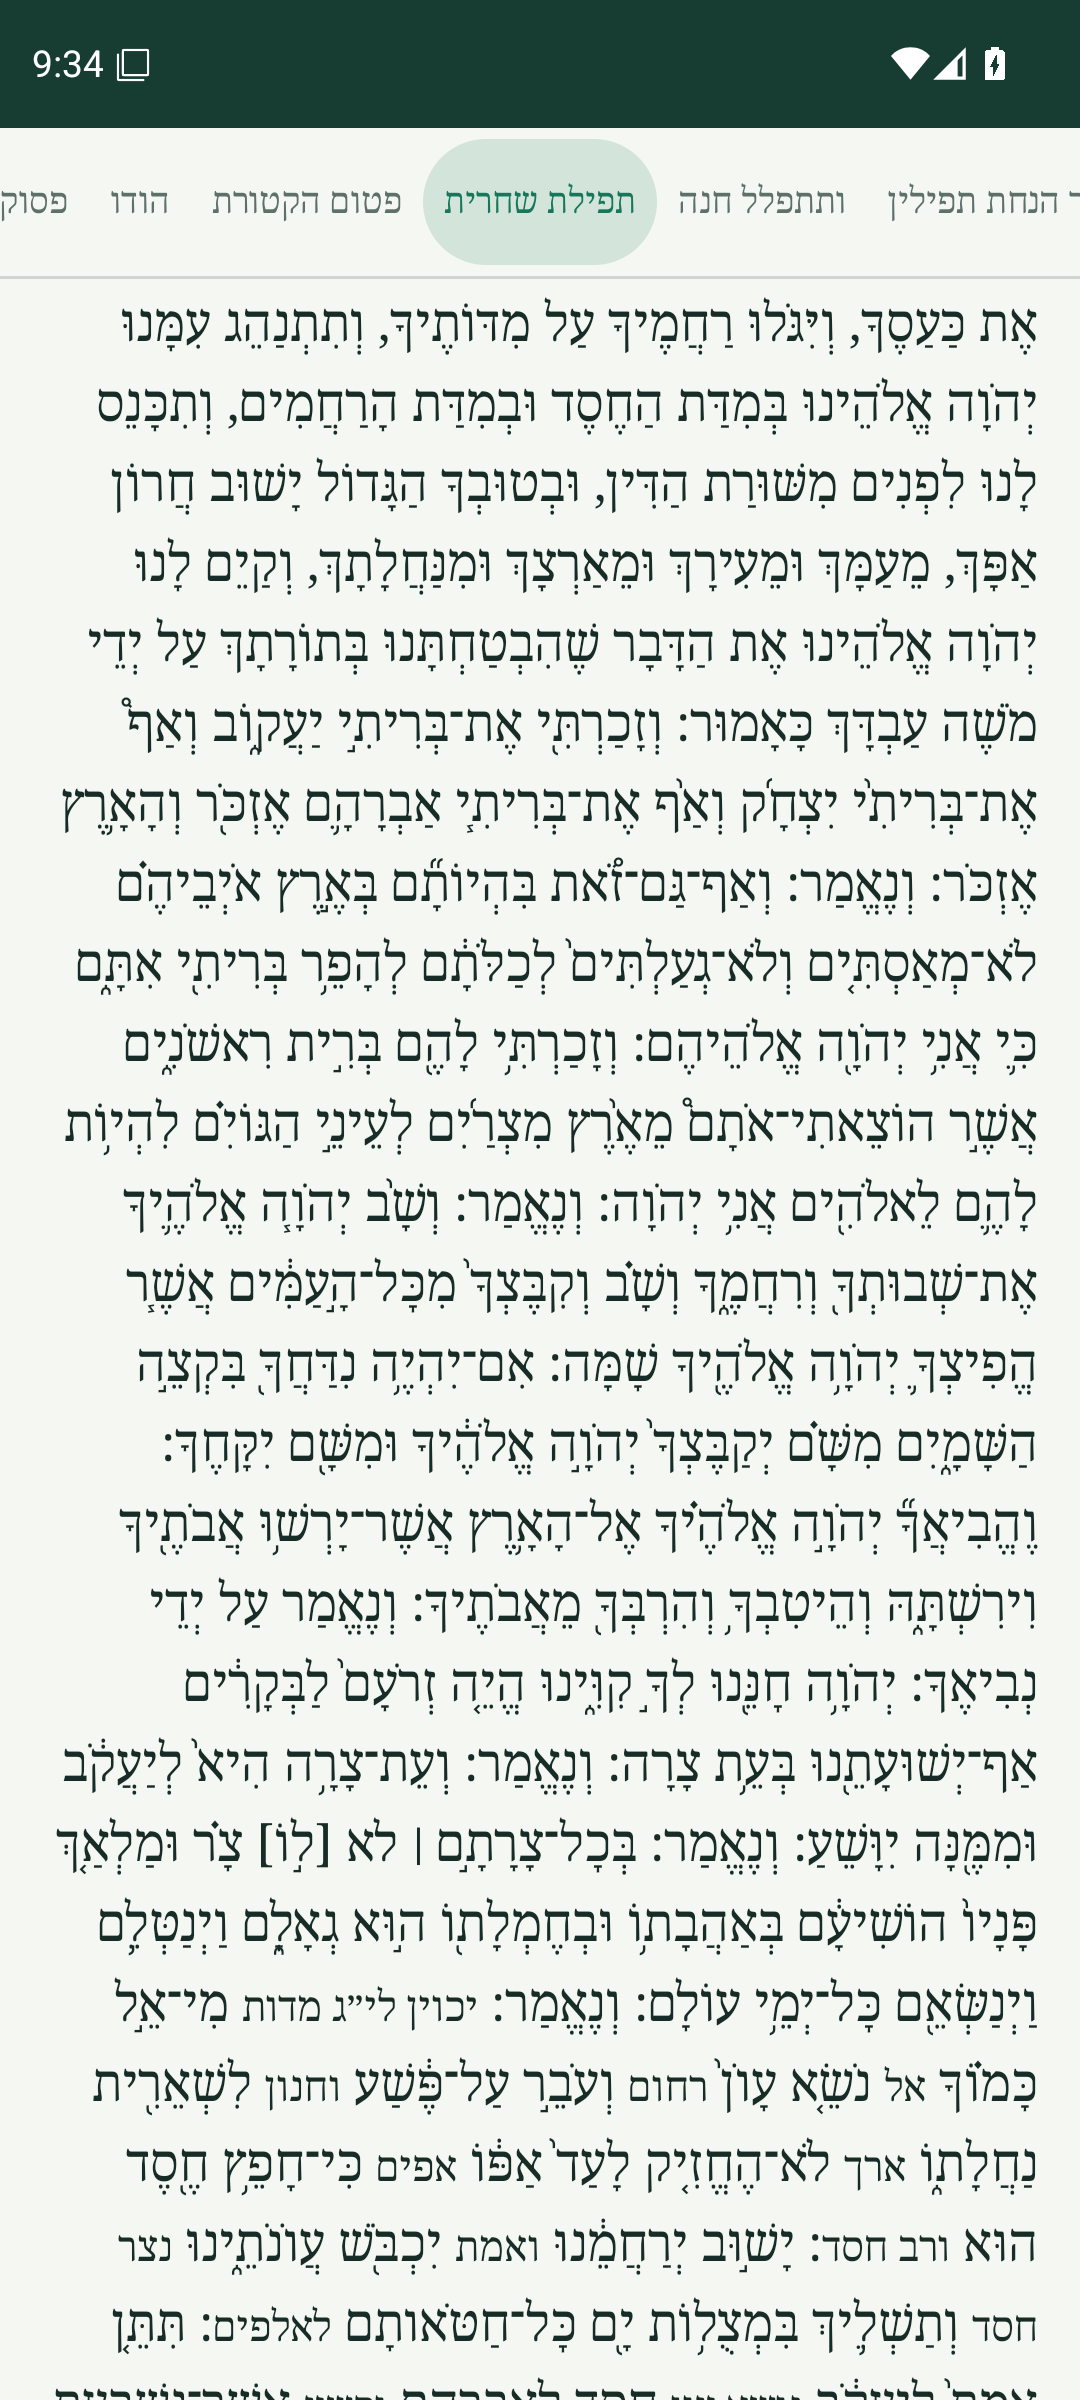 9:34
ר הנחת תפילין ותתפלל חנה תפילת שחרית פטום הקטורת הודו פסוק
אֶת כַּעַסֶךָ, וְיִּגֹּלוּ רַחֲמֶיךָ עַל מִדּוֹתֶיךָ, וְתִתְנַהֵג עִמָּנוּ
יְהֹוָה אֱלֹהֵינוּ בְּמִדַּת הַחֶסֶד וּבְמִדַּת הָרַחֲמִים, וְתִכָּנֵס
לָנוּ לִפְנִים מִשּׁוּרַת הַדִּין, וּבְטוּבְךָ הַגָּדוֹל יָשׁוּב חֲרוֹן
אַפָּךְ, מֵעַמָּךְ וּמֵעִירָךְ וּמֵאַרְצָךְ וּמִנַּחֲלָתָךְ, וְקַיֵּם לָנוּ
יְהֹוָה אֱלֹהֵינוּ אֶת הַדָּבָר שֶׁהִבְטַחְתָּנוּ בְּתוֹרָתָךְ עַל יְדֵי
מֹשֶׁה עַבְדָּךְ כָּאָמוּר: וְזָכַרְתִּ֖י אֶת־בְּרִיתִ֣י יַעֲק֑וֹב וְאַף֩
אֶת־בְּרִיתִ֨י יִצְחָ֜ק וְאַ֨ף אֶת־בְּרִיתִ֧י אַבְרָהָ֛ם אֶזְכֹּ֖ר וְהָאָ֥רֶץ
אֶזְכֹּר: וְנֶאֱמַר: וְאַף־גַּם־זֹ֠את בִּהְיוֹתָ֞ם בְּאֶ֣רֶץ אֹֽיְבֵיהֶ֗ם
לֹא־מְאַסְתִּ֤ים וְלֹא־גְעַלְתִּים֙ לְכַלֹּתָ֔ם לְהָפֵ֥ר בְּרִיתִ֖י אִתָּ֑ם
כִּ֛י אֲנִ֥י יְהֹוָ֖ה אֱלֹהֵיהֶם: וְזָכַרְתִּ֥י לָהֶ֖ם בְּרִ֣ית רִאשֹׁנִ֑ים
אֲשֶׁ֣ר הוֹצֵאתִי־אֹתָם֩ מֵאֶ֨רֶץ מִצְרַ֜יִם לְעֵינֵ֣י הַגּוֹיִ֗ם לִהְי֥וֹת
לָהֶ֛ם לֵאלֹהִ֖ים אֲנִ֥י יְהֹוָה: וְנֶאֱמַר: וְשָׁ֨ב יְהֹוָ֧ה אֱלֹהֶ֛יךָ
אֶת־שְׁבוּתְךָ֖ וְרִחֲמֶ֑ךָ וְשָׁ֗ב וְקִבֶּצְךָ֙ מִכָּל־הָ֣עַמִּ֔ים אֲשֶׁ֧ר
הֱפִיצְךָ֛ יְהֹוָ֥ה אֱלֹהֶ֖יךָ שָׁמָּה: אִם־יִהְיֶ֥ה נִדַּחֲךָ֖ בִּקְצֵ֣ה
הַשָּׁמָ֑יִם מִשָּׁ֗ם יְקַבֶּצְךָ֙ יְהֹוָ֣ה אֱלֹהֶ֔יךָ וּמִשָּׁ֖ם יִקָּחֶךָ:
וֶהֱבִיאֲךָ֞ יְהֹוָ֣ה אֱלֹהֶ֗יךָ אֶל־הָאָ֛רֶץ אֲשֶׁר־יָרְשׁ֥וּ אֲבֹתֶ֖יךָ
וִירִשְׁתָּ֑הּ וְהֵיטִבְךָ֥ וְהִרְבְּךָ֖ מֵאֲבֹתֶיךָ: וְנֶאֱמַר עַל יְדֵי
נְבִיאֶךָ: יְהֹוָ֥ה חָנֵּ֖נוּ לְךָ֣ קִוִּ֑ינוּ הֱיֵ֤ה זְרֹעָם֙ לַבְּקָרִ֔ים
אַף־יְשׁוּעָתֵ֖נוּ בְּעֵ֥ת צָרָה: וְנֶאֱמַר: וְעֵת־צָרָ֥ה הִיא֙ לְיַעֲקֹ֔ב
וּמִמֶּ֖נָּה יִוָּשֵׁעַ: וְנֶאֱמַר: בְּכָל־צָרָתָ֣ם ׀ לא [ל֣וֹ] צָ֗ר וּמַלְאַ֤ךְ
פָּנָיו֙ הוֹשִׁיעָ֔ם בְּאַהֲבָת֥וֹ וּבְחֶמְלָת֖וֹ ה֣וּא גְאָלָ֑ם וַיְנַטְּלֵ֥ם
וַיְנַשְּׂאֵ֖ם כָּל־יְמֵ֥י עוֹלָם: וְנֶאֱמַר: יכוין לי״ג מדות מִי־אֵ֣ל
כָּמ֗וֹךָ אל נֹשֵׂ֤א עָוֺן֙ רחום וְעֹבֵ֣ר עַל־פֶּ֔שַׁע וחנון לִשְׁאֵרִ֖ית
נַחֲלָת֑וֹ ארך לֹא־הֶחֱזִ֤יק לָעַד֙ אַפּ֔וֹ אפים כִּי־חָפֵ֥ץ חֶ֖סֶד
הוּא ורב חסד: יָשׁ֣וּב יְרַחֲמֵ֔נוּ ואמת יִכְבֹּ֖שׁ עֲוֺנֹתֵ֑ינוּ נצר
חסד וְתַשְׁלִ֛יךְ בִּמְצֻל֥וֹת יָ֖ם כָּל־חַטֹּאותָם לאלפים: תִּתֵּ֤ן